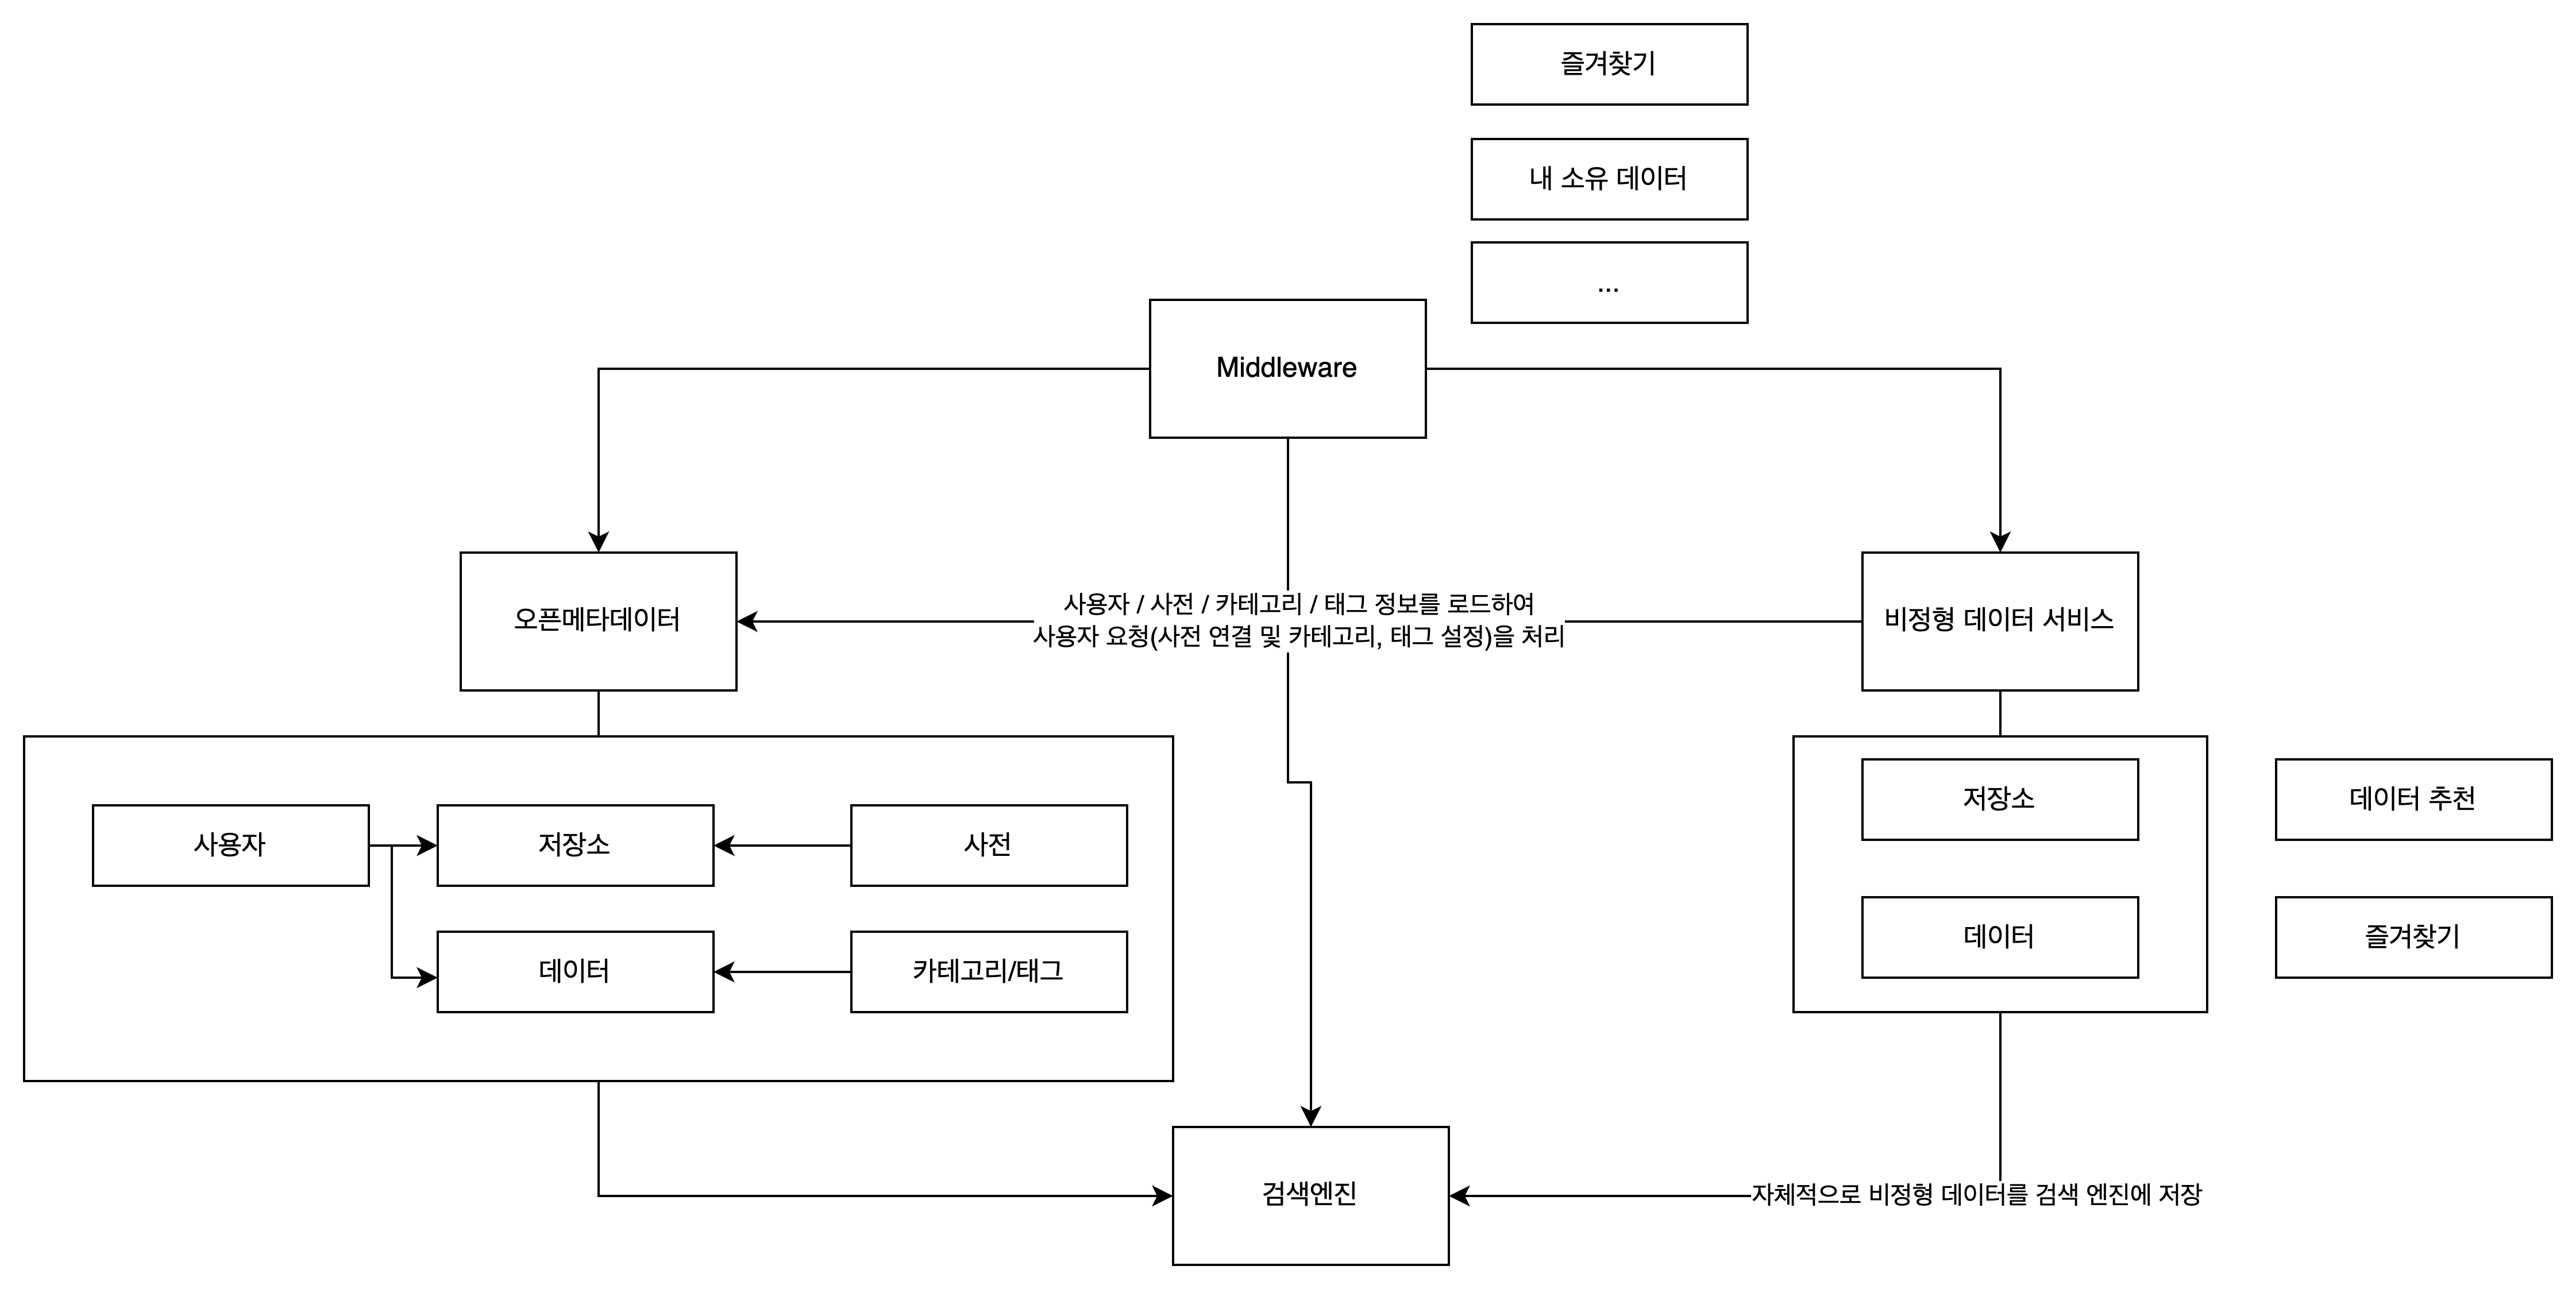 즐겨찾기
내 소유 데이터
...
Middleware
오픈메타데이터
사용자 / 사전 / 카테고리 / 태그 정보를 로드하여
사용자 요청(사전 연결 및 카테고리, 태그 설정)을 처리
비정형 데이터 서비스
사용자
저장소
사전
데이터
카테고리/태그
저장소
데이터
데이터 추천
즐겨찾기
검색엔진
자체적으로 비정형 데이터를 검색 엔진에 저장